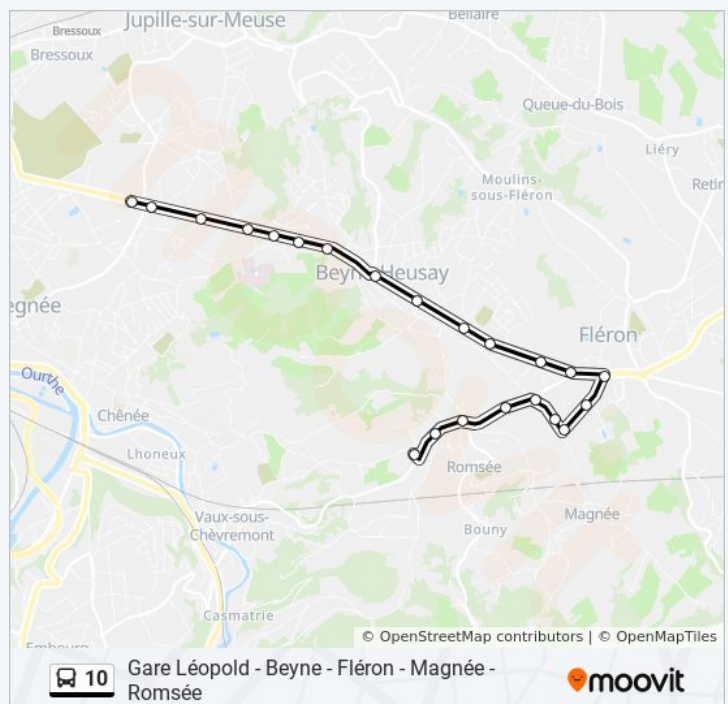 Jupille-sur-Meuse
Bellaire
Bressoux
Bressoux
Queue-du-Bois
Liéry
Moulins-
sous-Fléron
Retir
Beyne-Heusay
egnée
Fléron
Ourthe
Chênée
Lhoneux
Romsée
Vaux-sous-
Chèvremont
Bouny
Magnée
Casmatrie
Embourg
© OpenStreetMap contributors | © OpenMapTiles
10
Gare Léopold - Beyne - Fléron - Magnée -
Romsée
moovit